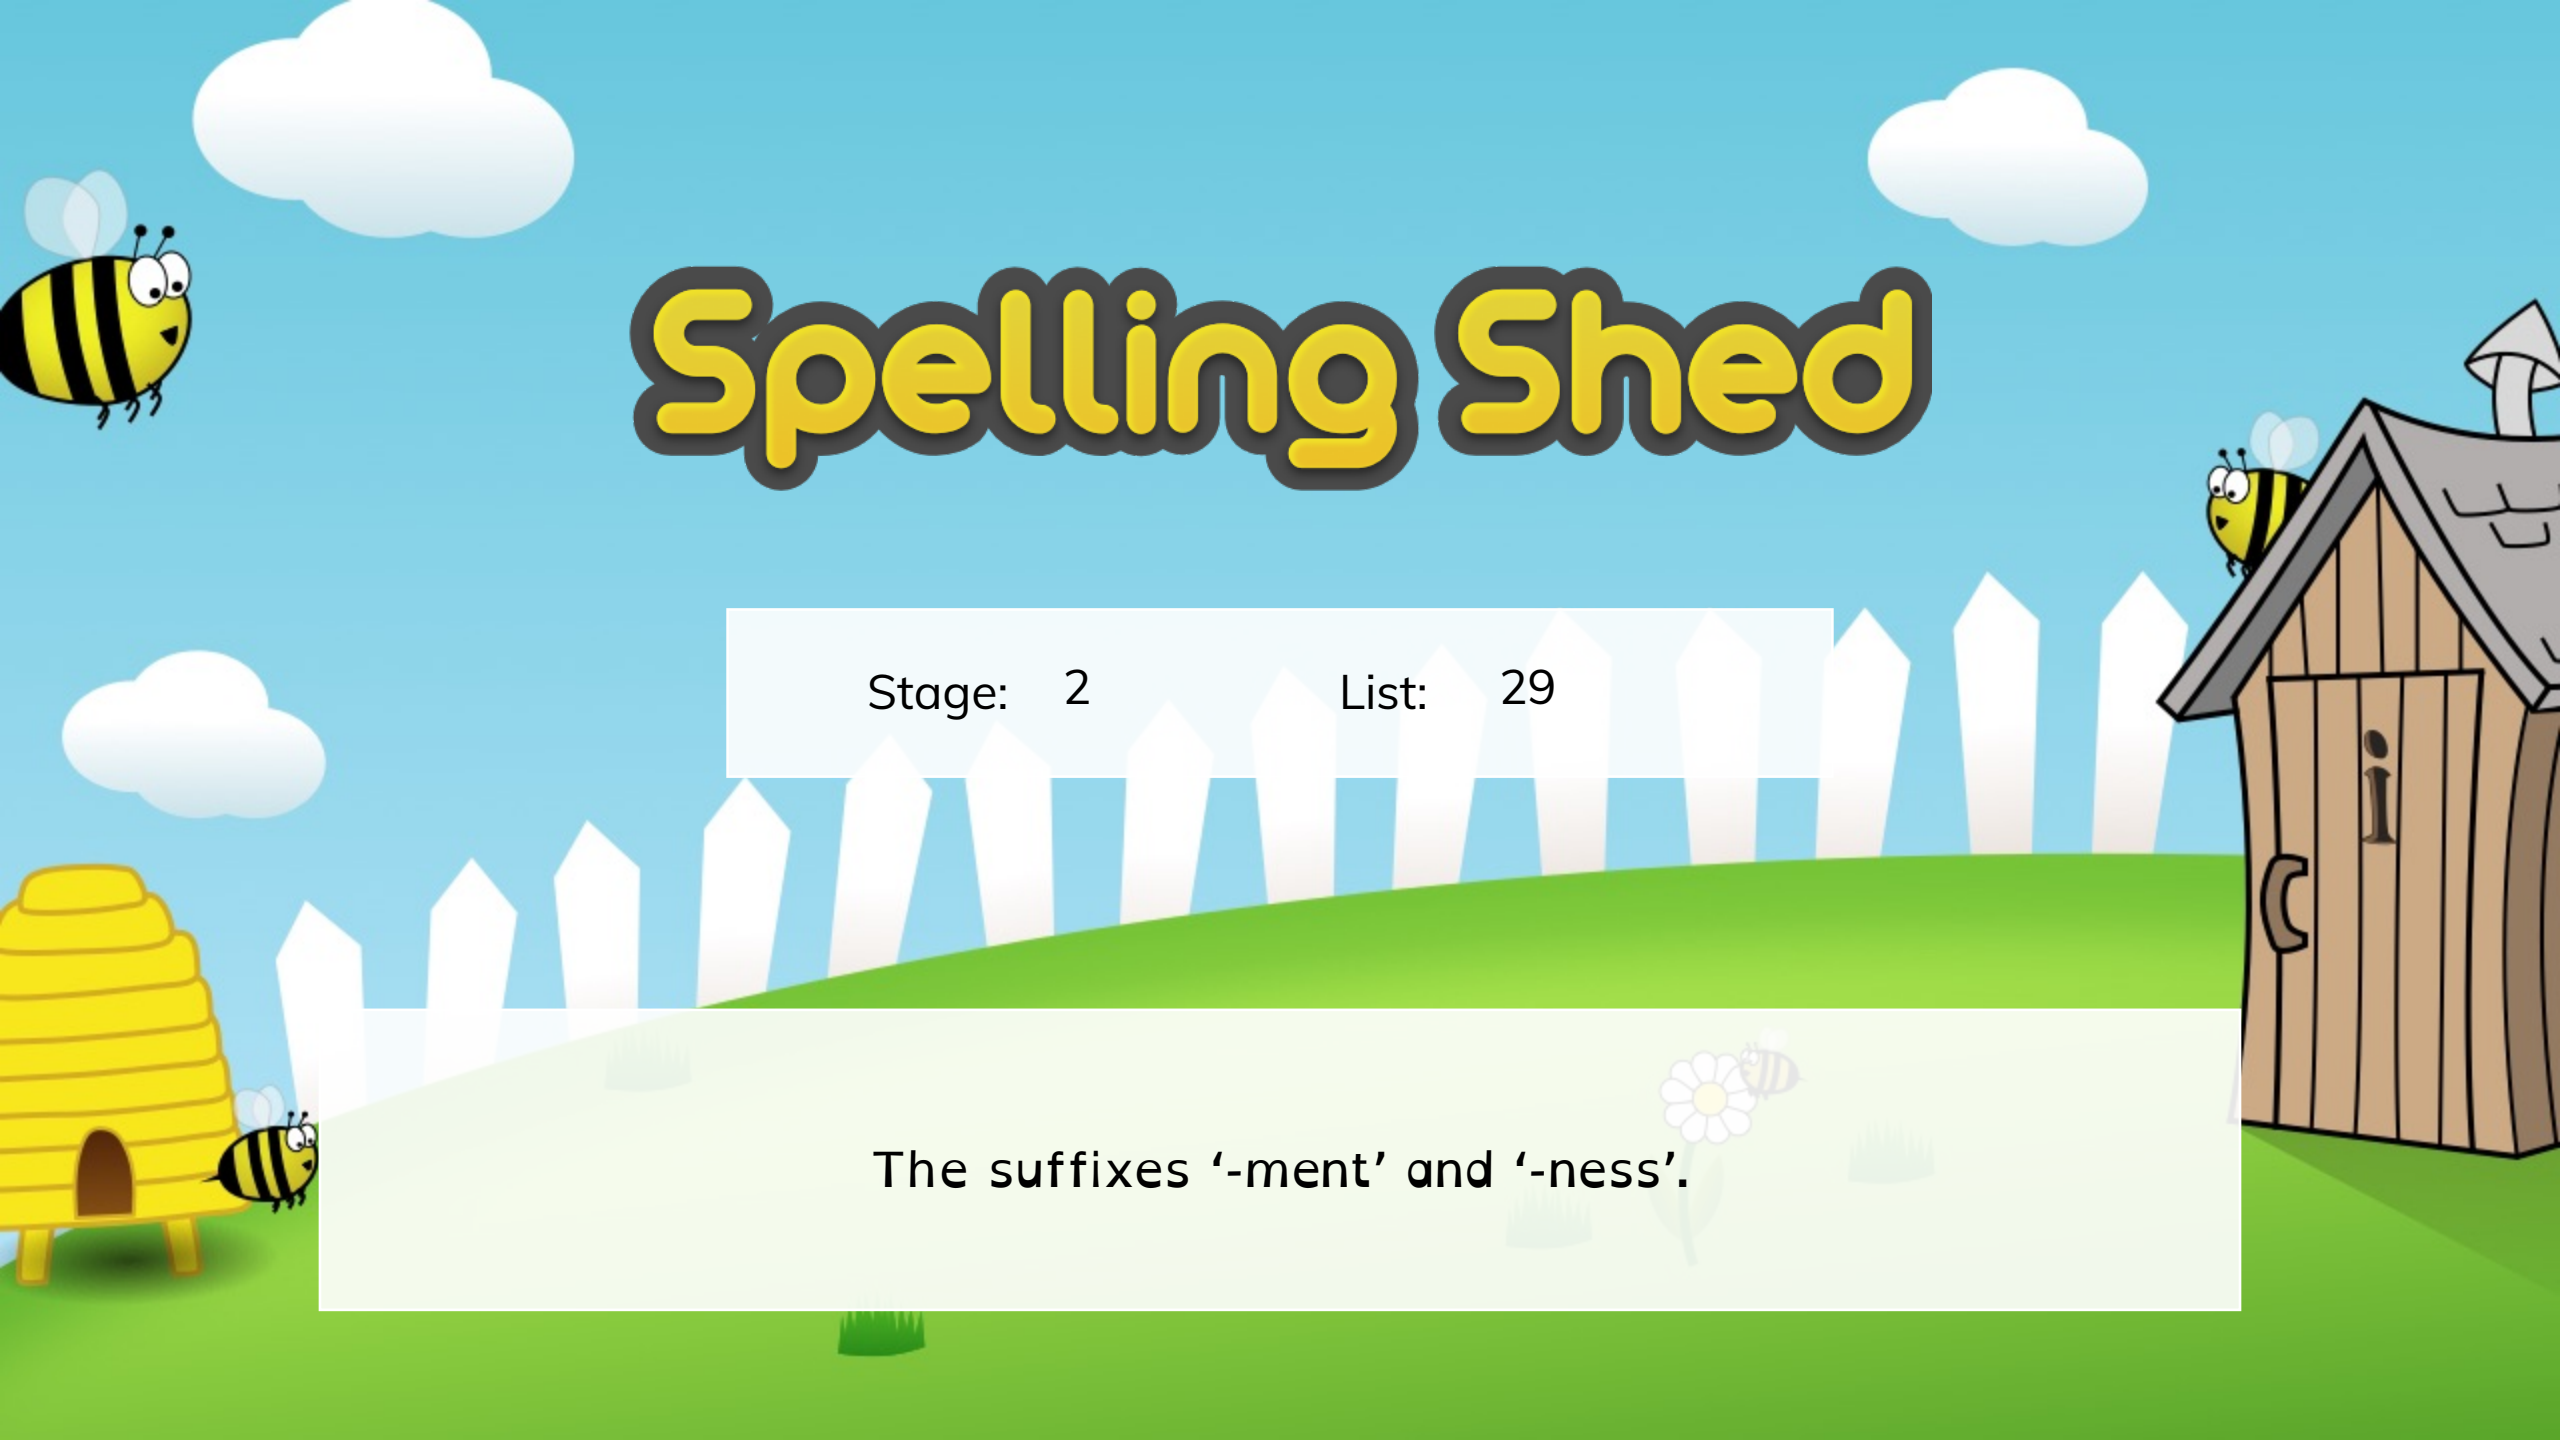 Spelling Shed
Stage: 2 List: 29
i
The suffixes ‘-ment’ and ‘-ness’.